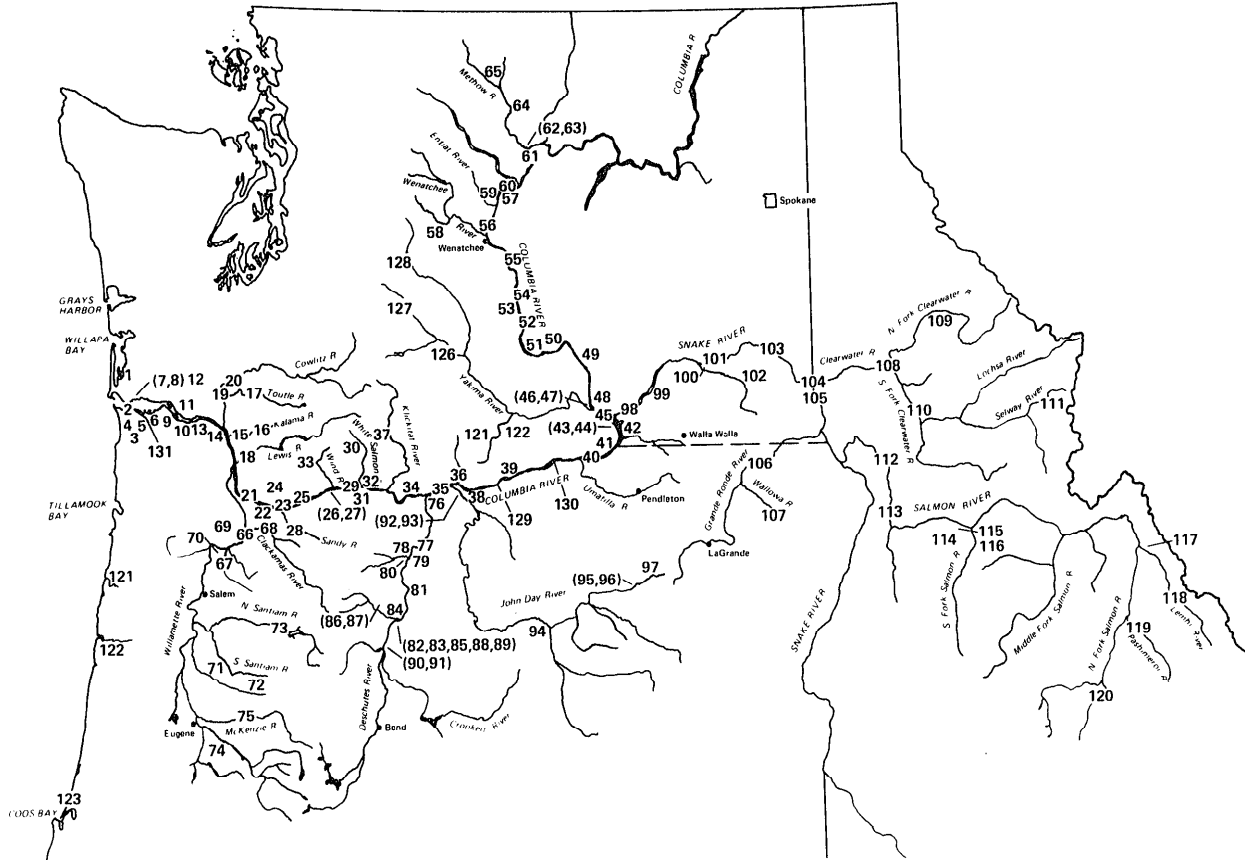 65
Methow R
64
COLUMBIA R
(62,63)
61
Entiat River
60
59
57
Wenatchee
River
58
56
Wenatchee
Spokane
55
COLUMBIA RIVER
54
53
52
51
50
49
128
127
126
Yakima River
(46,47)
48
45
98
(43,44)
42
41
121
122
GRAYS
HARBOR
WILLAPA
BAY
1
(7,8) 12
2
4
5
3
6
9
11
10
13
14
131
Cowlitz R
20
19
17
Toutle R
15
16
Kalama R
18
Lewis R
SNAKE RIVER
101
103
100
102
99
Clearwater R
104
105
108
N Fork Clearwater R
109
Lochsa River
S Fork Clearwater R
110
Selway River
111
Walla Walla
Klickitat River
37
White Salmon
30
Wind R
33
32
29
31
34
35
36
76
38
39
COLUMBIA RIVER
40
130
129
Umatilla R
Pendleton
21
22
24
23
25
(26,27)
28
Sandy R
(92,93)
TILLAMOOK
BAY
69
70
66
68
67
Clackamas River
78
77
79
80
81
106
Grande Ronde River
Wallowa R
107
LaGrande
112
113
SALMON RIVER
114
115
116
117
118
Lemhi River
119
Pashimeroi R
120
S Fork Salmon R
Middle Fork Salmon R
N Fork Salmon R
SNAKE RIVER
121
Salem
Willamette River
N Santiam R
73
(86,87)
84
(82,83,85,88,89)
(90,91)
John Day River
(95,96)
97
94
122
71
S Santiam R
72
75
Eugene
McKenzie R
74
Deschutes River
Bend
Crooked River
123
COOS BAY